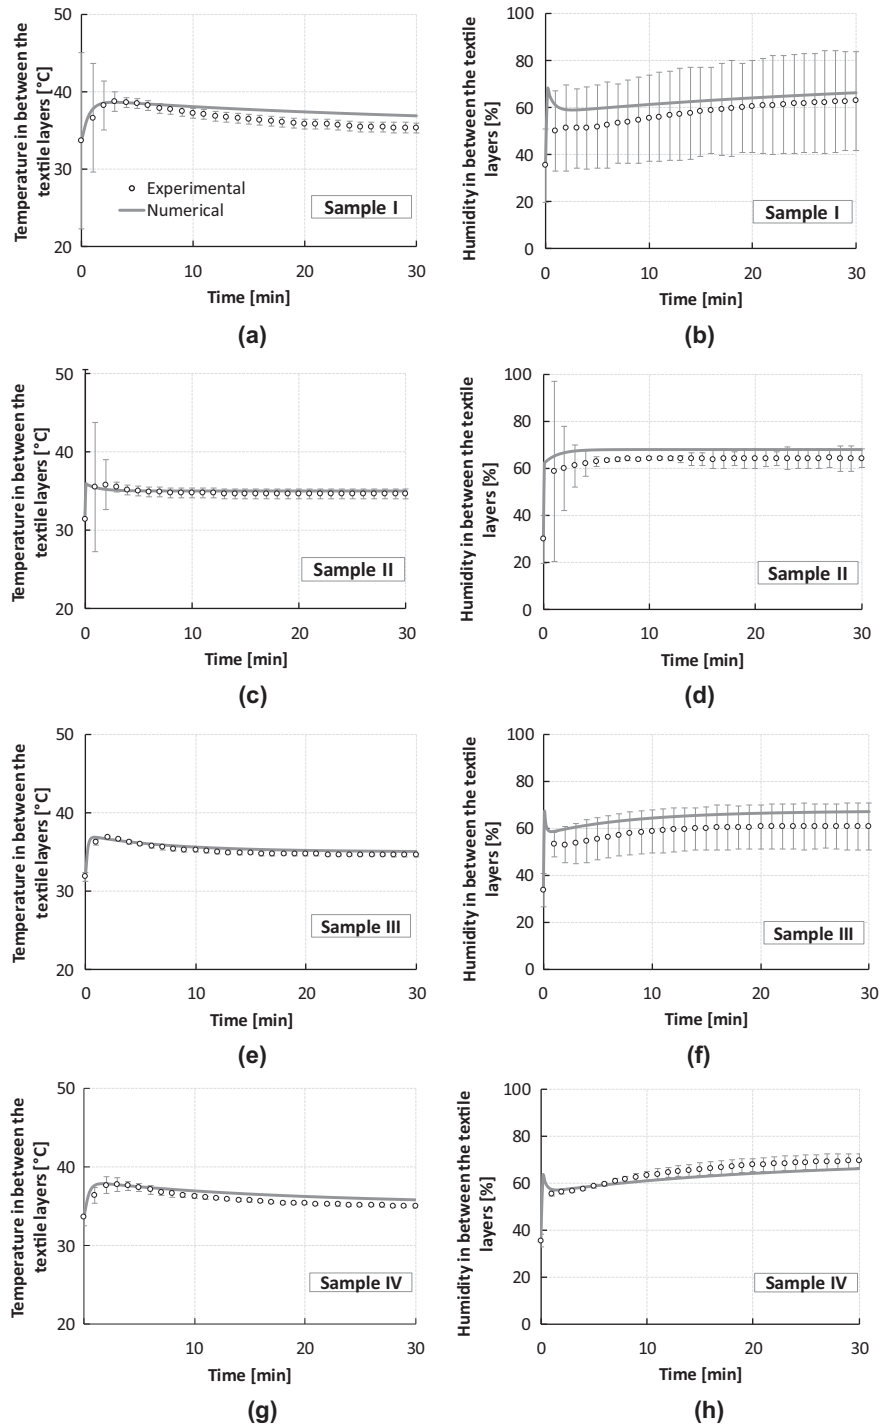 Temperature in between the
textile layers [°C]
50
40
30
20
0
10
20
30
Experimental
Numerical
Sample I
Time [min]
(a)
Humidity in between the textile
layers [%]
100
80
60
40
20
0
0
10
20
30
Sample I
Time [min]
(b)
Temperature in between the
textile layers [°C]
50
40
30
20
0
10
20
30
Sample II
Time [min]
(c)
Humidity in between the textile
layers [%]
100
80
60
40
20
0
0
10
20
30
Sample II
Time [min]
(d)
Temperature in between the
textile layers [°C]
50
40
30
20
0
10
20
30
Sample III
Time [min]
(e)
Humidity in between the textile
layers [%]
100
80
60
40
20
0
0
10
20
30
Sample III
Time [min]
(f)
Temperature in between the
textile layers [°C]
50
40
30
20
0
10
20
30
Sample IV
Time [min]
(g)
Humidity in between the textile
layers [%]
100
80
60
40
20
0
0
10
20
30
Sample IV
Time [min]
(h)